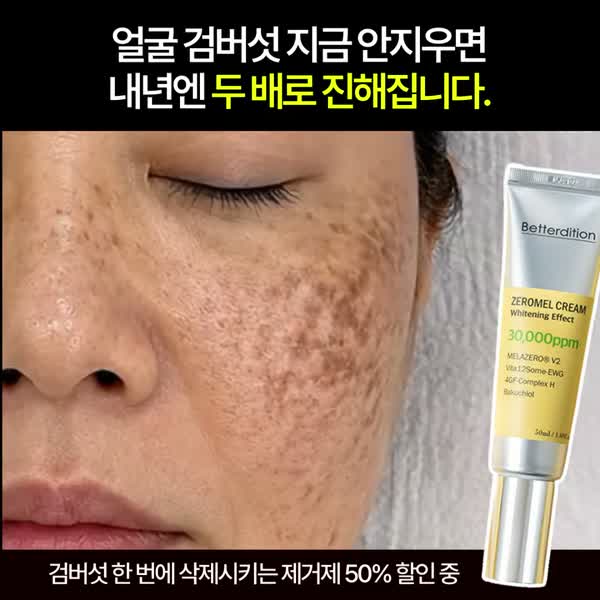 얼굴 검버섯 지금 안지우면
내년엔 두 배로 진해집니다.
Betterdition
ZEROMEL CREAM
Whitening Effect
30,000ppm
MELAZERO® V2
Vita12Some-EWG
4GF-Complex H
Bakuchiol
50ml /
검버섯 한 번에 삭제시키는 제거제 50% 할인 중